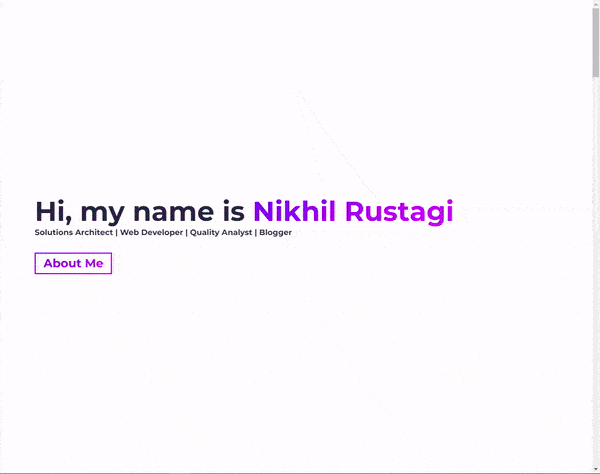 Hi, my name is Nikhil Rustagi
Solutions Architect | Web Developer | Quality Analyst | Blogger
About Me